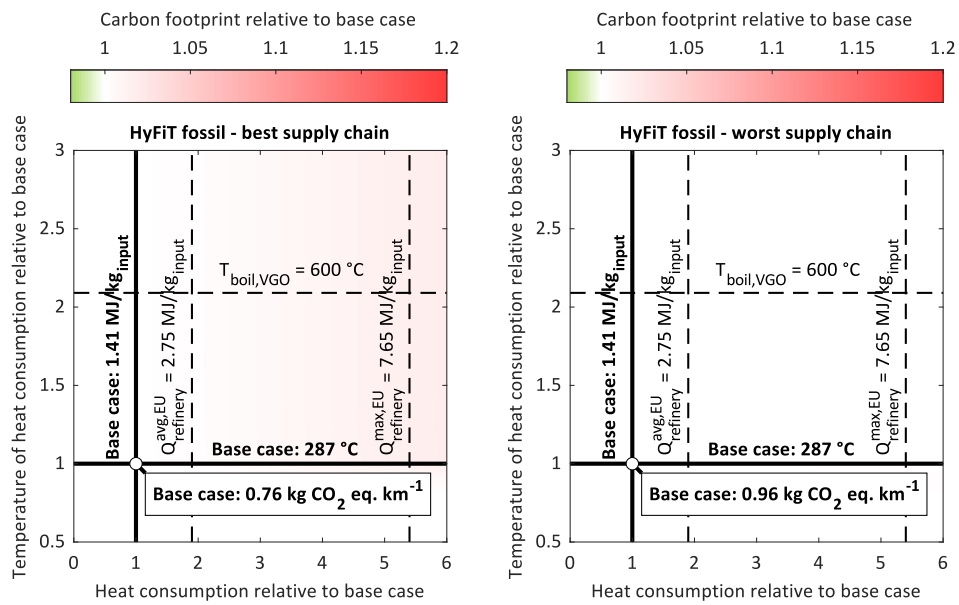 Carbon footprint relative to base case
1 1.05 1.1 1.15 1.2
HyFiT fossil - best supply chain
Temperature of heat consumption relative to base case
3
2.5
2
1.5
1
0.5
Base case: 1.41 MJ/kg_input
Q_refinery^avg,EU = 2.75 MJ/kg_input
T_boil,VGO = 600 °C
Q_refinery^max,EU = 7.65 MJ/kg_input
Base case: 287 °C
Base case: 0.76 kg CO_2 eq. km^-1
0 1 2 3 4 5 6
Heat consumption relative to base case
Carbon footprint relative to base case
1 1.05 1.1 1.15 1.2
HyFiT fossil - worst supply chain
Temperature of heat consumption relative to base case
3
2.5
2
1.5
1
0.5
Base case: 1.41 MJ/kg_input
Q_refinery^avg,EU = 2.75 MJ/kg_input
T_boil,VGO = 600 °C
Q_refinery^max,EU = 7.65 MJ/kg_input
Base case: 287 °C
Base case: 0.96 kg CO_2 eq. km^-1
0 1 2 3 4 5 6
Heat consumption relative to base case